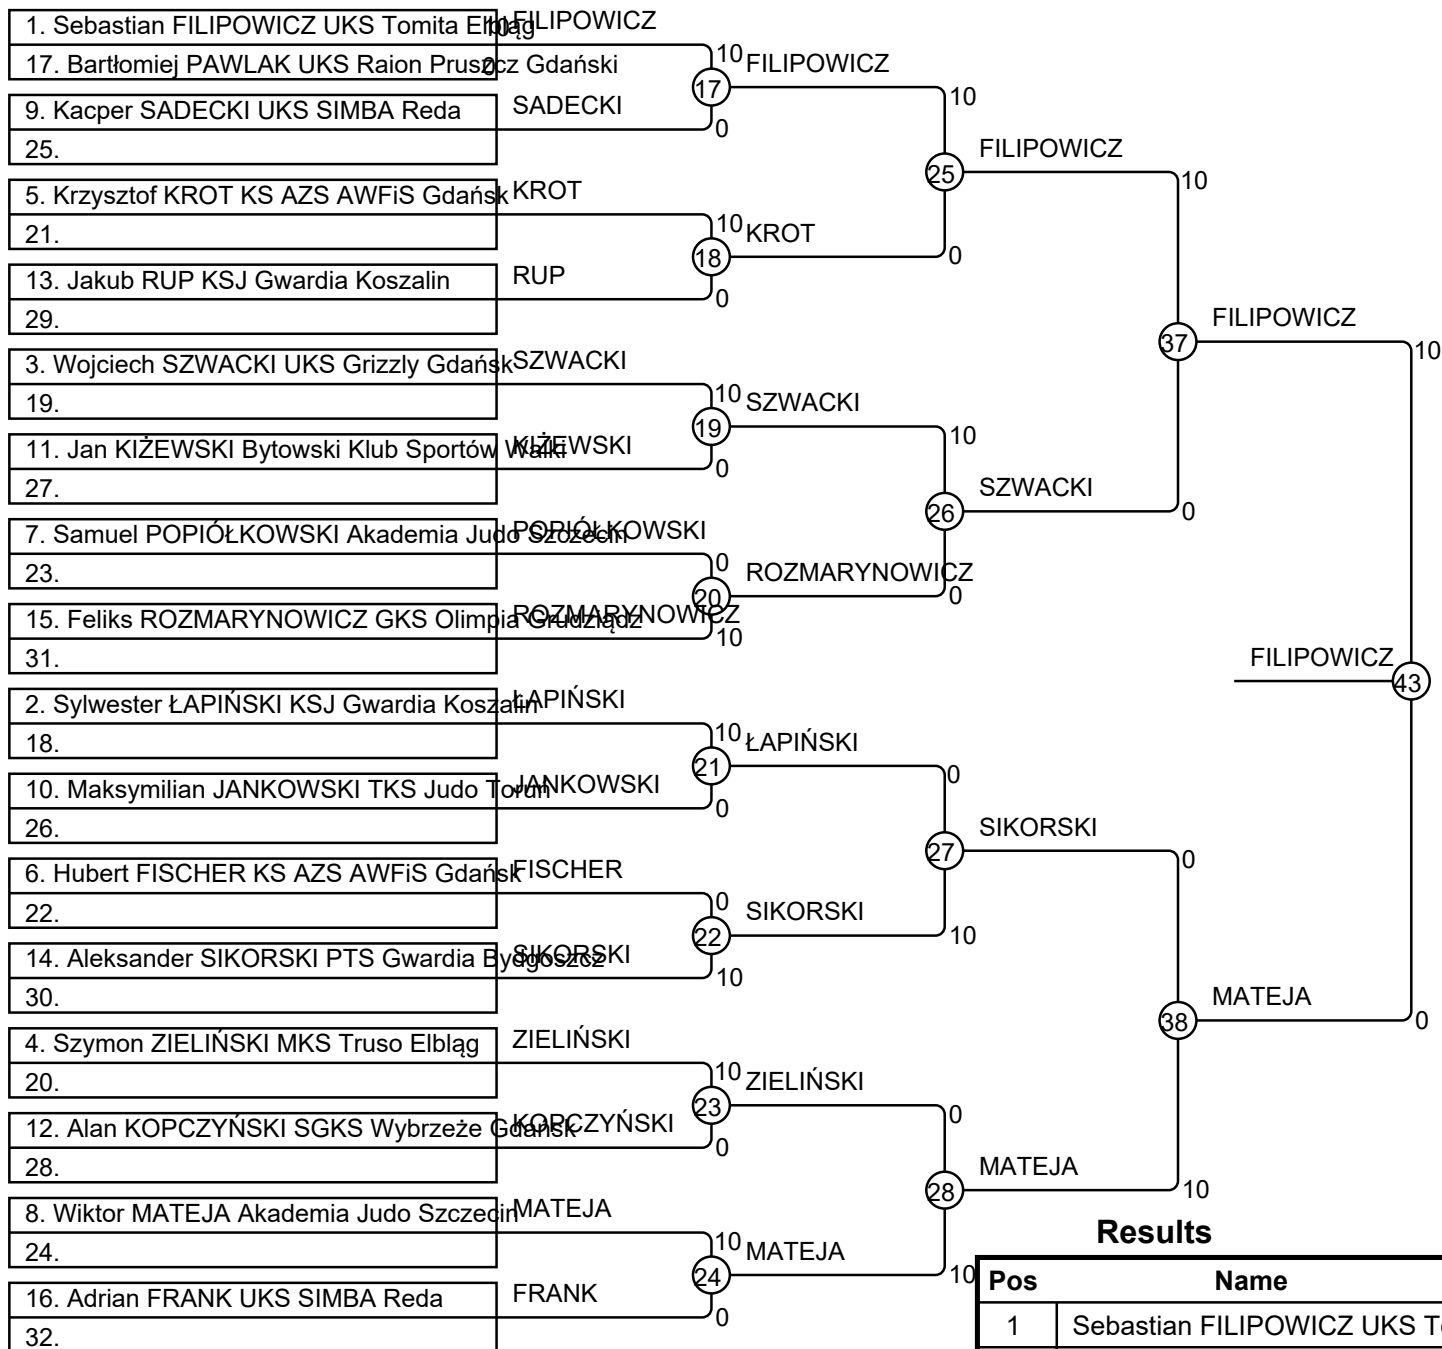 1. Sebastian FILIPOWICZ UKS Tomita Elbląg
10
FILIPOWICZ
17. Bartłomiej PAWLAK UKS Raion Pruszcz Gdański
0
9. Kacper SADECKI UKS SIMBA Reda
SADECKI
25.
5. Krzysztof KROT KS AZS AWFiS Gdańsk
KROT
21.
13. Jakub RUP KSJ Gwardia Koszalin
RUP
29.
3. Wojciech SZWACKI UKS Grizzly Gdańsk
SZWACKI
19.
11. Jan KIŻEWSKI Bytowski Klub Sportów Walki
KIŻEWSKI
27.
7. Samuel POPIÓŁKOWSKI Akademia Judo Szczecin
POPIÓŁKOWSKI
23.
15. Feliks ROZMARYNOWICZ GKS Olimpia Grudziądz
ROZMARYNOWICZ
31.
2. Sylwester ŁAPIŃSKI KSJ Gwardia Koszalin
ŁAPIŃSKI
18.
10. Maksymilian JANKOWSKI TKS Judo Toruń
JANKOWSKI
26.
6. Hubert FISCHER KS AZS AWFiS Gdańsk
FISCHER
22.
14. Aleksander SIKORSKI PTS Gwardia Bydgoszcz
SIKORSKI
30.
4. Szymon ZIELIŃSKI MKS Truso Elbląg
ZIELIŃSKI
20.
12. Alan KOPCZYŃSKI SGKS Wybrzeże Gdańsk
KOPCZYŃSKI
28.
8. Wiktor MATEJA Akademia Judo Szczecin
MATEJA
24.
16. Adrian FRANK UKS SIMBA Reda
FRANK
32.
10
17
0
FILIPOWICZ
10
18
0
KROT
10
19
0
SZWACKI
0
20
10
ROZMARYNOWICZ
10
21
0
ŁAPIŃSKI
0
22
10
SIKORSKI
10
23
0
ZIELIŃSKI
10
24
0
MATEJA
10
25
0
FILIPOWICZ
10
26
0
SZWACKI
0
27
10
SIKORSKI
0
28
10
MATEJA
10
37
0
FILIPOWICZ
0
38
10
MATEJA
10
43
0
FILIPOWICZ
Results
Pos Name
1 Sebastian FILIPOWICZ UKS T